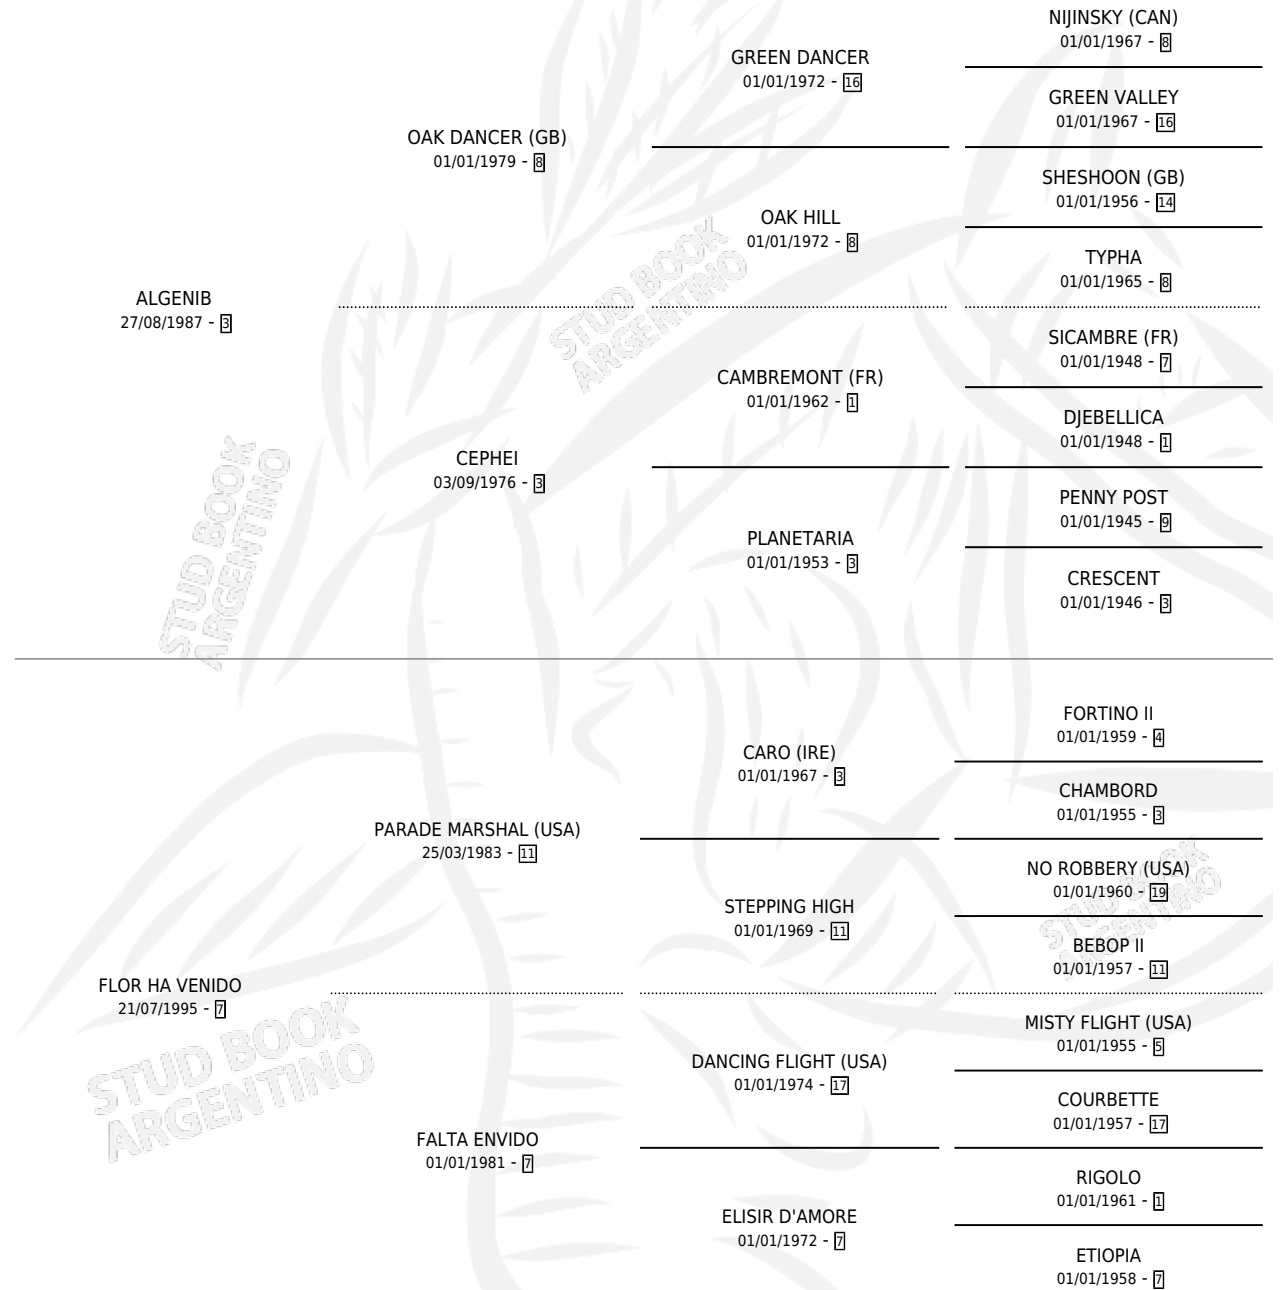 NIJINSKY (CAN)
01/01/1967 - 8
GREEN DANCER
01/01/1972 - 16
GREEN VALLEY
01/01/1967 - 16
OAK DANCER (GB)
01/01/1979 - 8
SHESHOON (GB)
01/01/1956 - 14
OAK HILL
01/01/1972 - 8
TYPHA
01/01/1965 - 8
ALGENIB
27/08/1987 - 3
SICAMBRE (FR)
01/01/1948 - 7
CAMBREMONT (FR)
01/01/1962 - 1
DJEBELLICA
01/01/1948 - 1
CEPHEI
03/09/1976 - 3
PENNY POST
01/01/1945 - 9
PLANETARIA
01/01/1953 - 3
CRESCENT
01/01/1946 - 3
STUD BOOK
ARGENTINO
STUD BOOK
ARGENTINO
FORTINO II
01/01/1959 - 4
CARO (IRE)
01/01/1967 - 3
CHAMBORD
01/01/1955 - 3
PARADE MARSHAL (USA)
25/03/1983 - 11
NO ROBBERY (USA)
01/01/1960 - 19
STEPPING HIGH
01/01/1969 - 11
BEBOP II
01/01/1957 - 11
STUD BOOK
ARGENTINO
FLOR HA VENIDO
21/07/1995 - 7
MISTY FLIGHT (USA)
01/01/1955 - 5
DANCING FLIGHT (USA)
01/01/1974 - 17
COURBETTE
01/01/1957 - 17
FALTA ENVIDO
01/01/1981 - 7
RIGOLO
01/01/1961 - 1
ELISIR D'AMORE
01/01/1972 - 7
ETIOPIA
01/01/1958 - 7
STUD BOOK
ARGENTINO